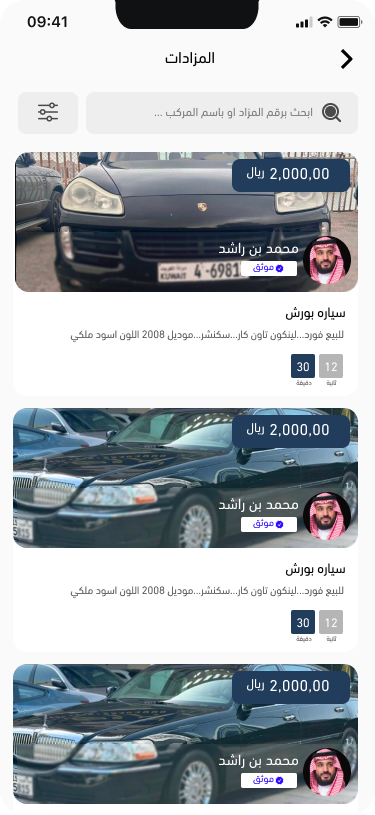 09:41
المزادات
ابحث برقم المزاد او باسم المركب ...
2,000,00 ريال
محمد بن راشد
موثق
KUWAIT
4-6981
سياره بورش
للبيع فورد...لينكون تاون كار...سكنشر...موديل 2008 اللون اسود ملكي
12 30
ثانية دقيقة
2,000,00 ريال
محمد بن راشد
موثق
سياره بورش
للبيع فورد...لينكون تاون كار...سكنشر...موديل 2008 اللون اسود ملكي
12 30
ثانية دقيقة
2,000,00 ريال
محمد بن راشد
موثق